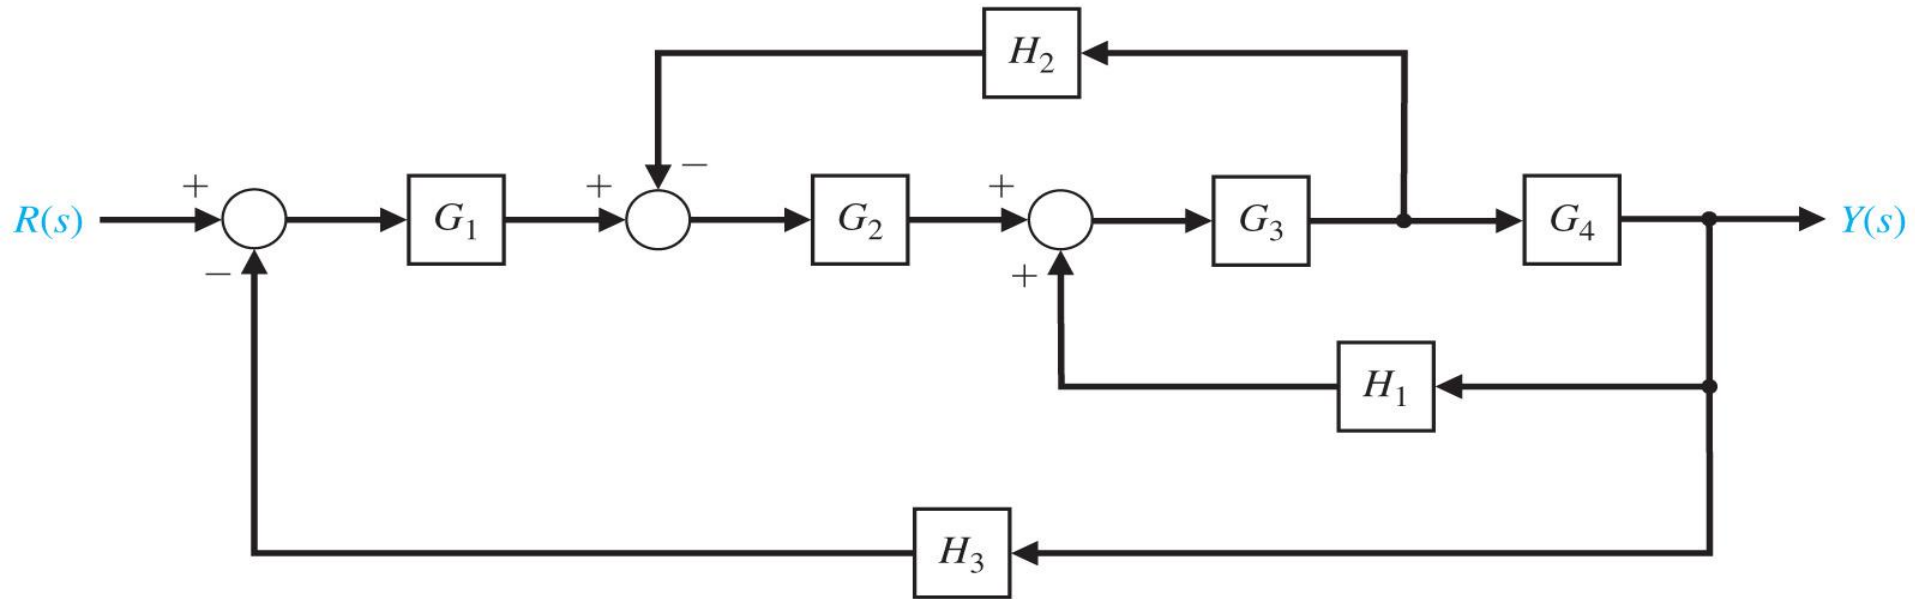 H₂
−
+ + +
R(s) G₁ G₂ G₃ G₄ Y(s)
− +
H₁
H₃